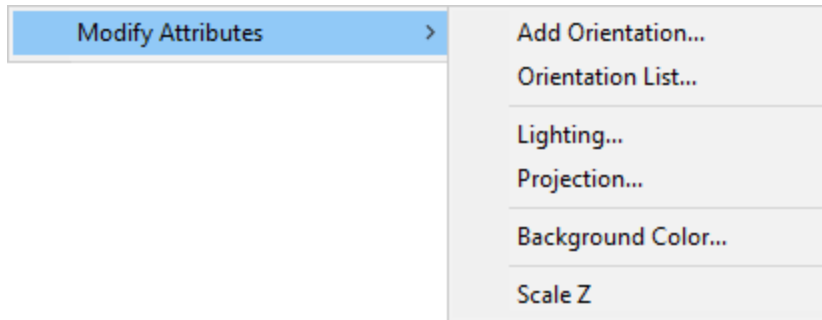 Modify Attributes
Add Orientation...
Orientation List...
Lighting...
Projection...
Background Color...
Scale Z